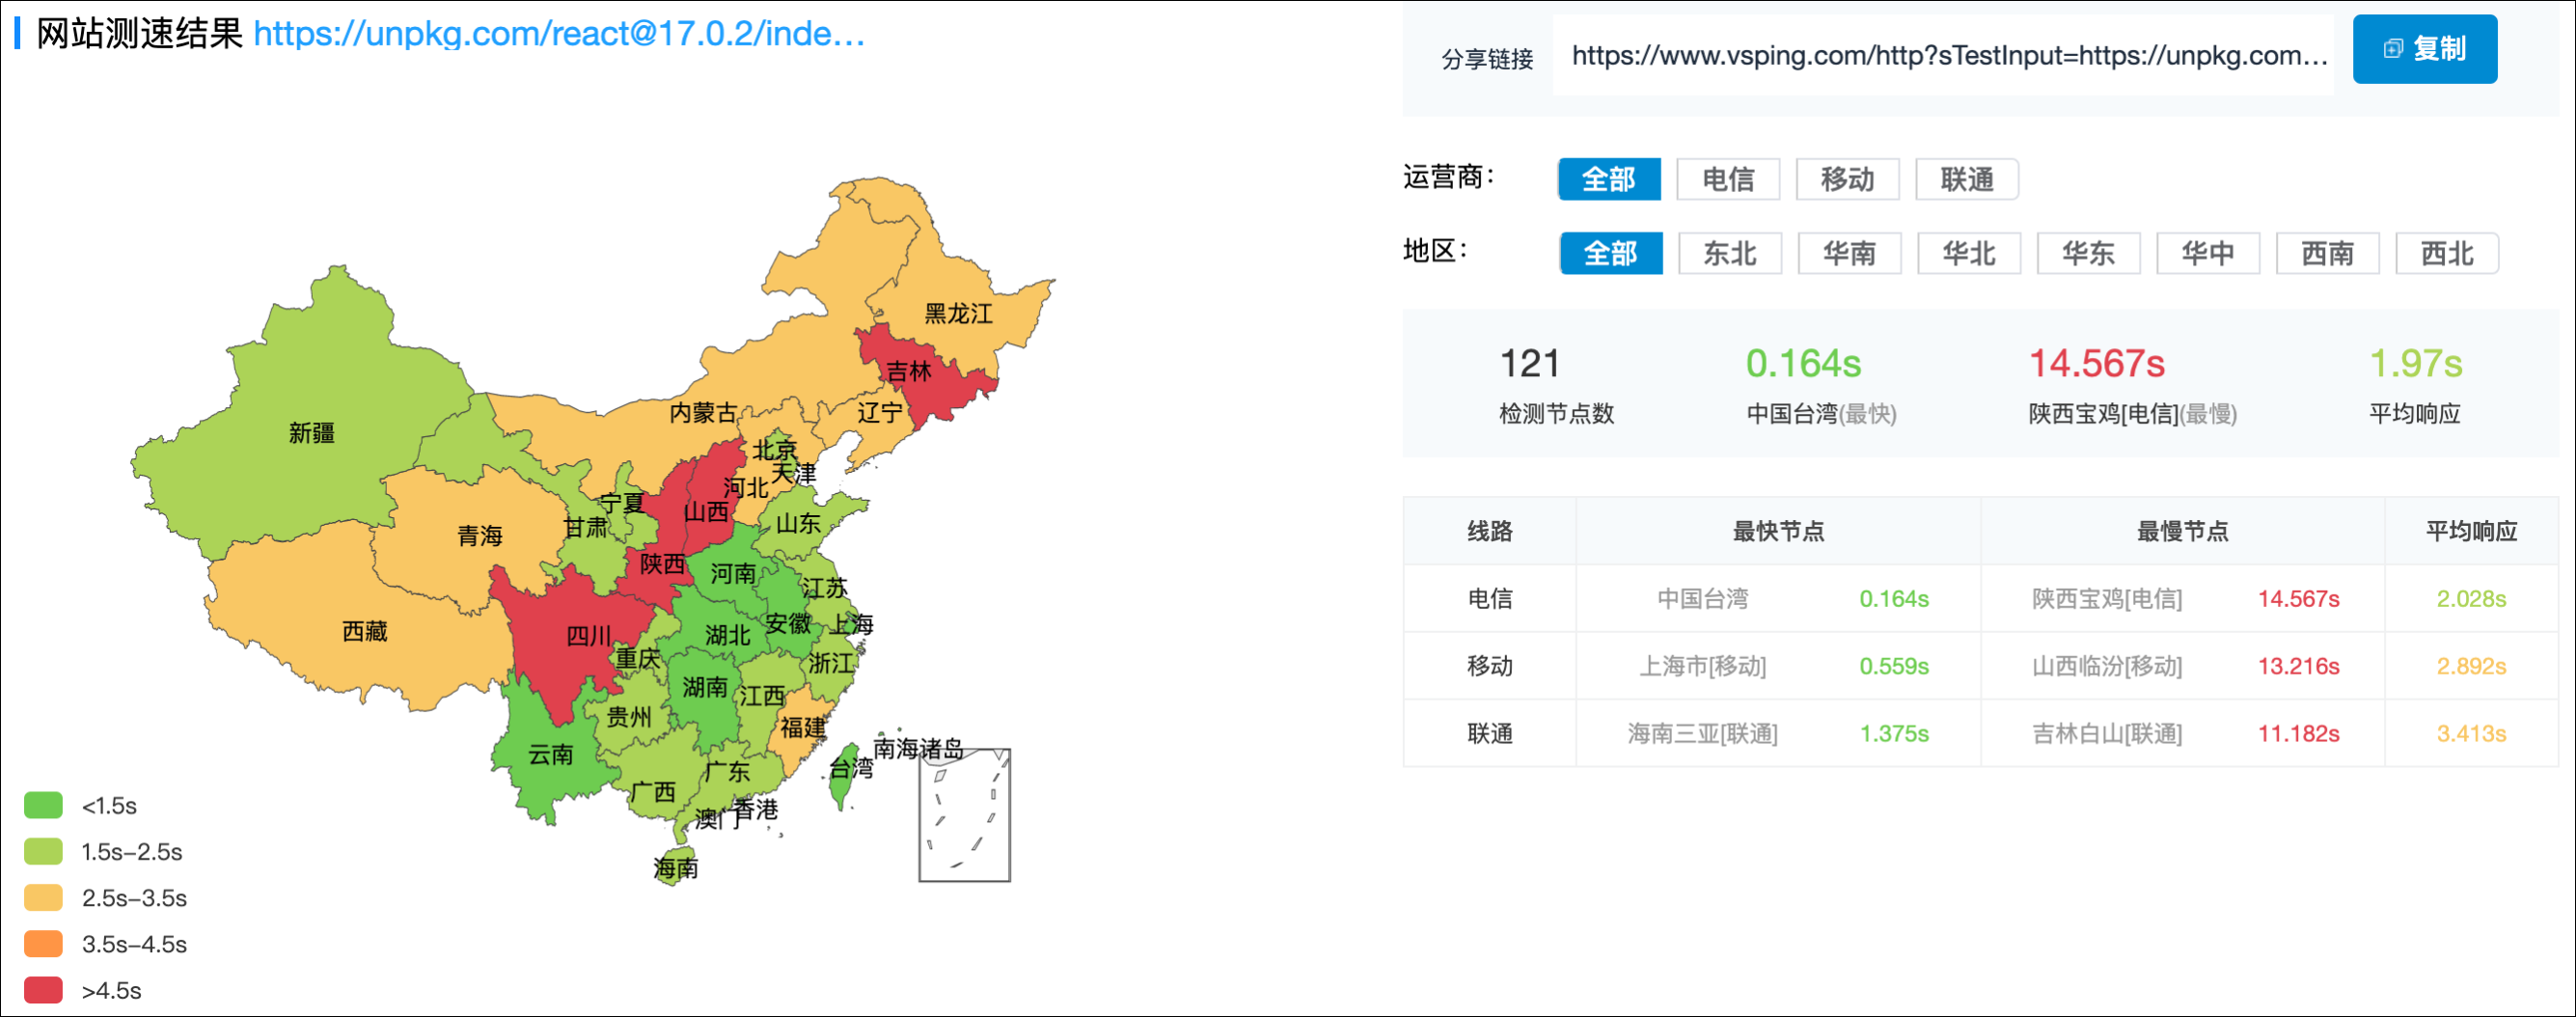 网站测速结果 https://unpkg.com/react@17.0.2/inde...
分享链接 https://www.vsping.com/http?sTestInput=https://unpkg.com... 复制
运营商: 全部 电信 移动 联通
地区: 全部 东北 华南 华北 华东 华中 西南 西北
121 0.164s 14.567s 1.97s
检测节点数 中国台湾(最快) 陕西宝鸡[电信](最慢) 平均响应
线路 最快节点 最慢节点 平均响应
电信 中国台湾 0.164s 陕西宝鸡[电信] 14.567s 2.028s
移动 上海市[移动] 0.559s 山西临汾[移动] 13.216s 2.892s
联通 海南三亚[联通] 1.375s 吉林白山[联通] 11.182s 3.413s
黑龙江
吉林
内蒙古
辽宁
新疆
北京
天津
河北
宁夏
山西
甘肃
青海
山东
陕西
河南
江苏
西藏
四川
湖北
安徽
上海
重庆
浙江
湖南
江西
贵州
福建
云南
南海诸岛
台湾
广东
广西
香港
澳门
海南
<1.5s
1.5s-2.5s
2.5s-3.5s
3.5s-4.5s
>4.5s